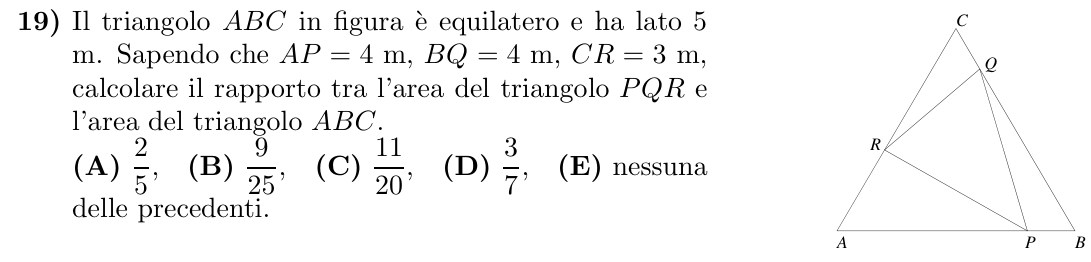 19) Il triangolo ABC in figura è equilatero e ha lato 5
m. Sapendo che AP = 4 m, BQ = 4 m, CR = 3 m,
calcolare il rapporto tra l'area del triangolo PQR e
l'area del triangolo ABC.
(A) 2/5, (B) 9/25, (C) 11/20, (D) 3/7, (E) nessuna
delle precedenti.
C
Q
R
A P B